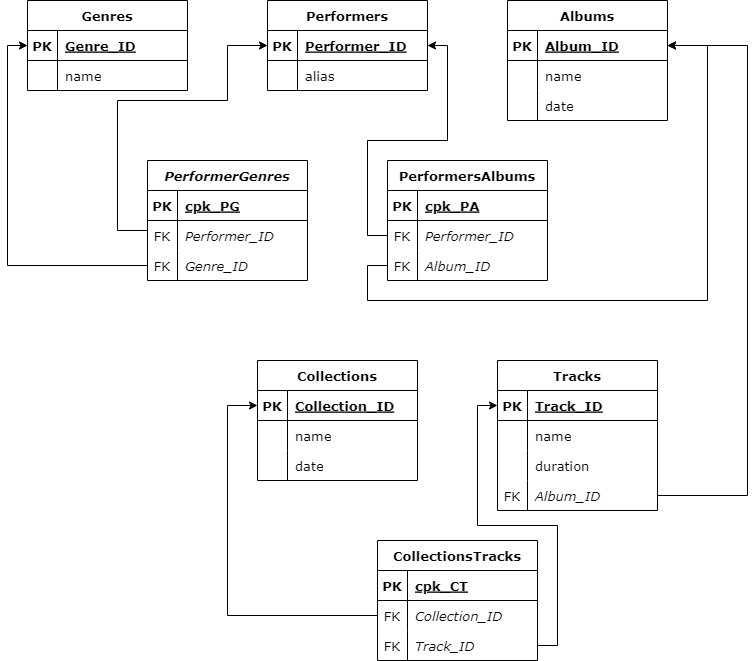 Genres
PK Genre_ID
name
Performers
PK Performer_ID
alias
Albums
PK Album_ID
name
date
PerformerGenres
PK cpk_PG
FK Performer_ID
FK Genre_ID
PerformersAlbums
PK cpk_PA
FK Performer_ID
FK Album_ID
Collections
PK Collection_ID
name
date
Tracks
PK Track_ID
name
duration
FK Album_ID
CollectionsTracks
PK cpk_CT
FK Collection_ID
FK Track_ID